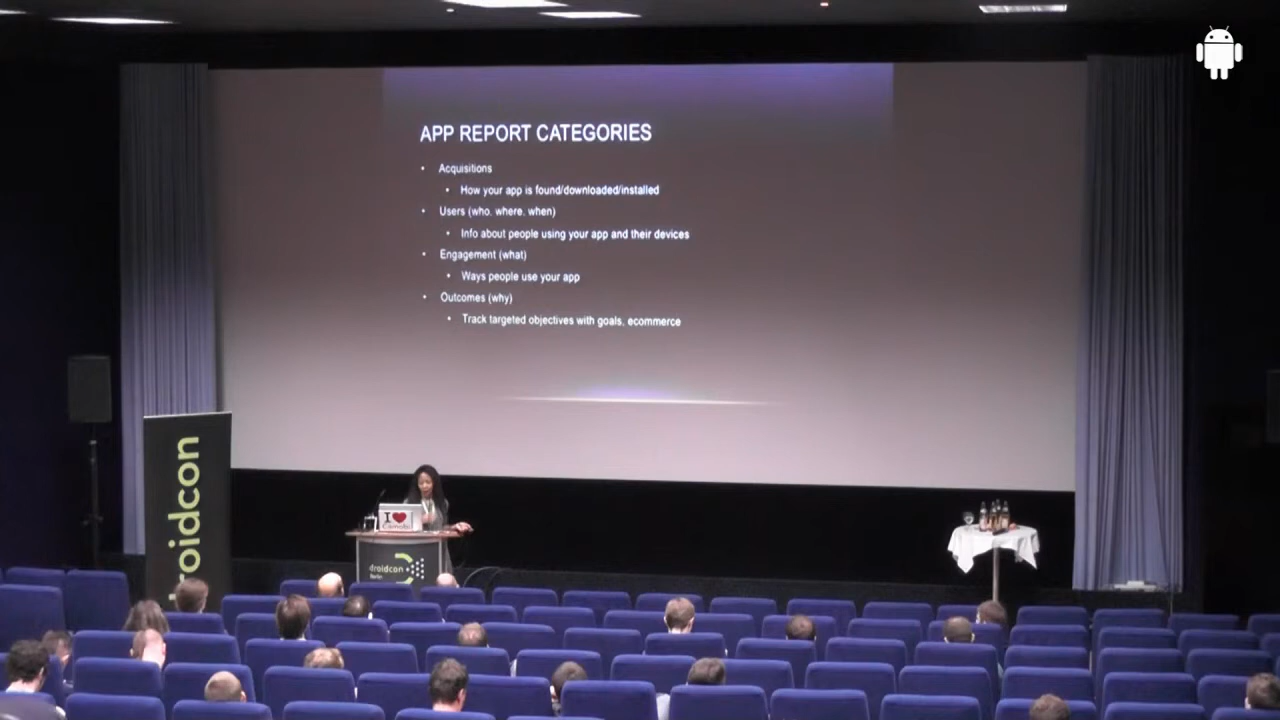 APP REPORT CATEGORIES
• Acquisitions
• How your app is found/downloaded/installed
• Users (who, where, when)
• Info about people using your app and their devices
• Engagement (what)
• Ways people use your app
• Outcomes (why)
• Track targeted objectives with goals, ecommerce
droidcon
I ❤
droidcon
berlin